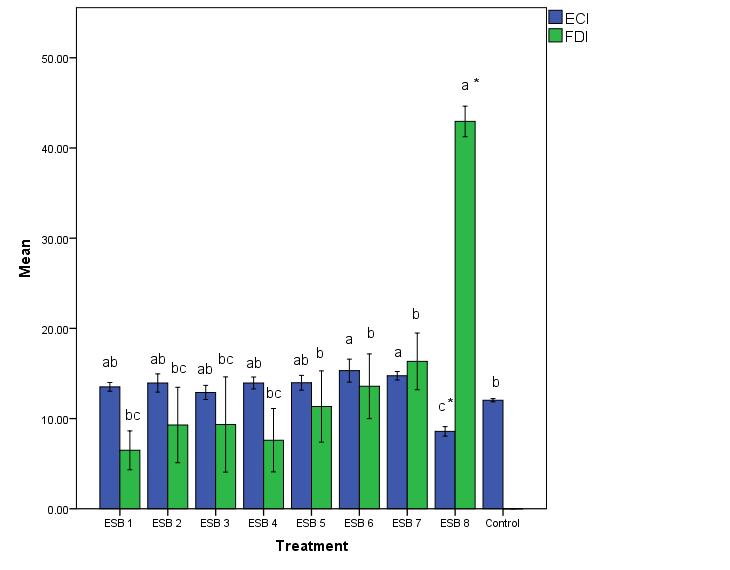 ECI
FDI
50.00
40.00
30.00
20.00
10.00
0.00
Mean
a *
ab
bc
ab
bc
ab
bc
ab
bc
ab
b
a
b
a
b
c *
b
ESB 1 ESB 2 ESB 3 ESB 4 ESB 5 ESB 6 ESB 7 ESB 8 Control
Treatment